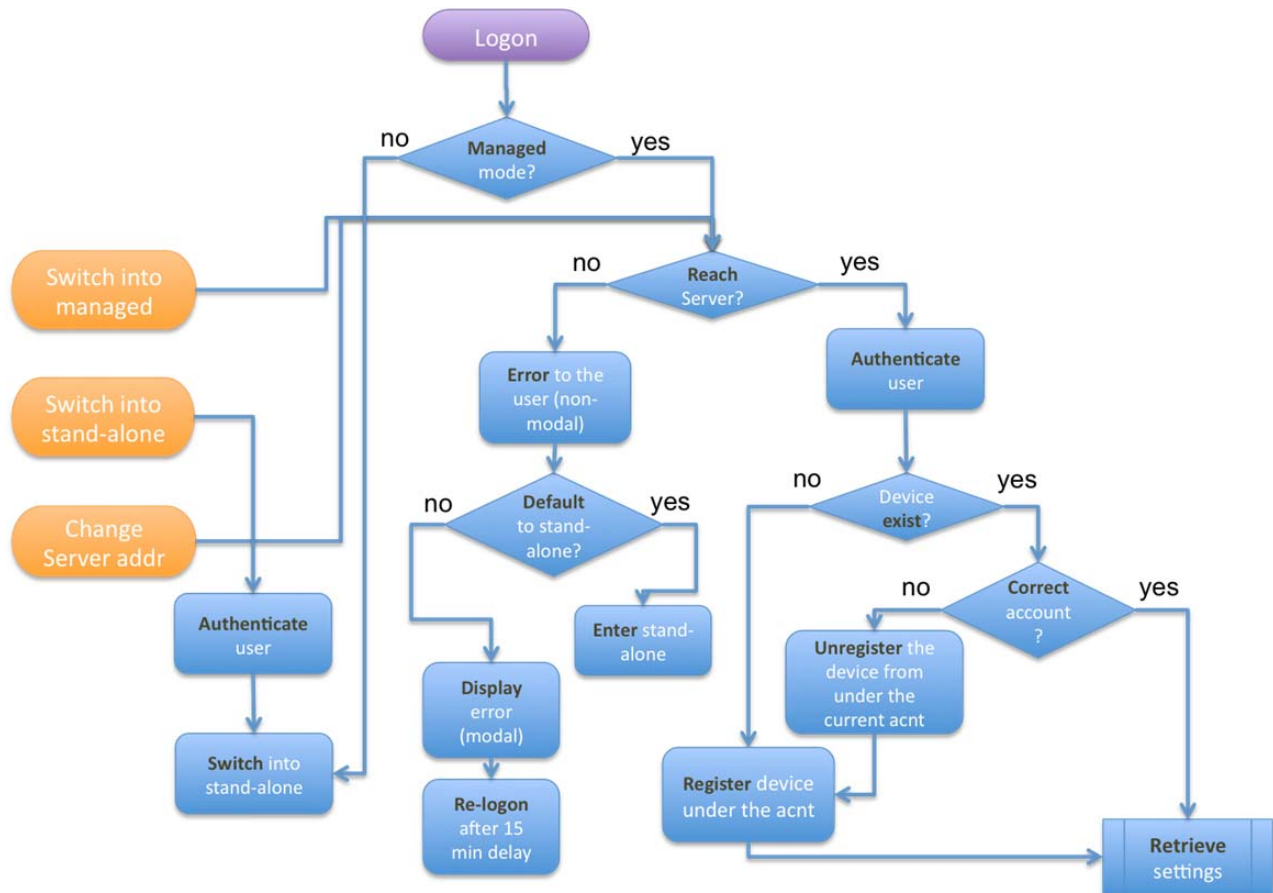 Logon
no
yes
Managed
mode?
Switch into
managed
no
yes
Reach
Server?
Error to the
user (non-
modal)
Authenticate
user
Switch into
stand-alone
no
yes
Default
to stand-
alone?
no
yes
Device
exist?
Change
Server addr
no
yes
Correct
account
?
Authenticate
user
Enter stand-
alone
Unregister the
device from
under the
current acnt
Display
error
(modal)
Switch into
stand-alone
Register device
under the acnt
Re-logon
after 15
min delay
Retrieve
settings